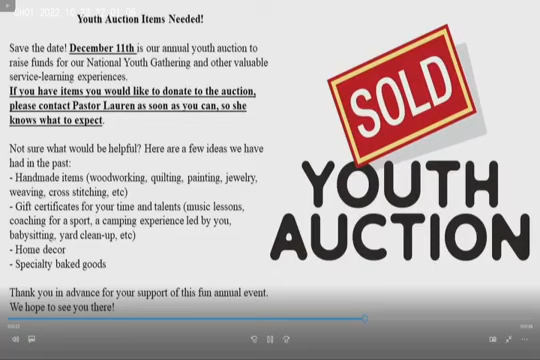 Youth Auction Items Needed!
Save the date! December 11th is our annual youth auction to
raise funds for our National Youth Gathering and other valuable
service-learning experiences.
If you have items you would like to donate to the auction,
please contact Pastor Lauren as soon as you can, so she
knows what to expect.
Not sure what would be helpful? Here are a few ideas we have
had in the past:
- Handmade items (woodworking, quilting, painting, jewelry,
weaving, cross stitching, etc)
- Gift certificates for your time and talents (music lessons,
coaching for a sport, a camping experience led by you,
babysitting, yard clean-up, etc)
- Home decor
- Specialty baked goods
Thank you in advance for your support of this fun annual event.
We hope to see you there!
SOLD
YOUTH
AUCTION